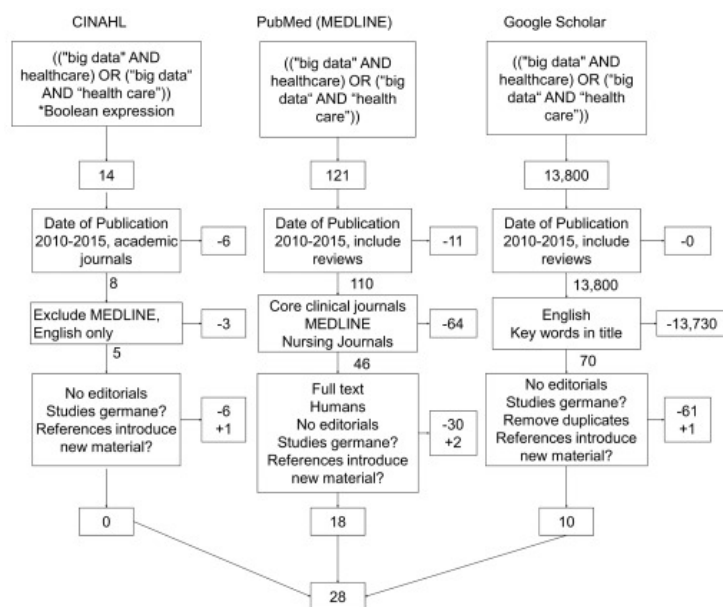 CINAHL
(("big data" AND
healthcare) OR ("big data"
AND “health care”))
*Boolean expression
14
Date of Publication
2010-2015, academic
journals
-6
8
Exclude MEDLINE,
English only
-3
5
No editorials
Studies germane?
References introduce
new material?
-6
+1
0
PubMed (MEDLINE)
(("big data" AND
healthcare) OR ("big
data“ AND “health
care”))
121
Date of Publication
2010-2015, include
reviews
-11
110
Core clinical journals
MEDLINE
Nursing Journals
-64
46
Full text
Humans
No editorials
Studies germane?
References introduce
new material?
-30
+2
18
Google Scholar
(("big data" AND
healthcare) OR ("big
data“ AND “health
care”))
13,800
Date of Publication
2010-2015, include
reviews
-0
13,800
English
Key words in title
-13,730
70
No editorials
Studies germane?
Remove duplicates
References introduce
new material?
-61
+1
10
28